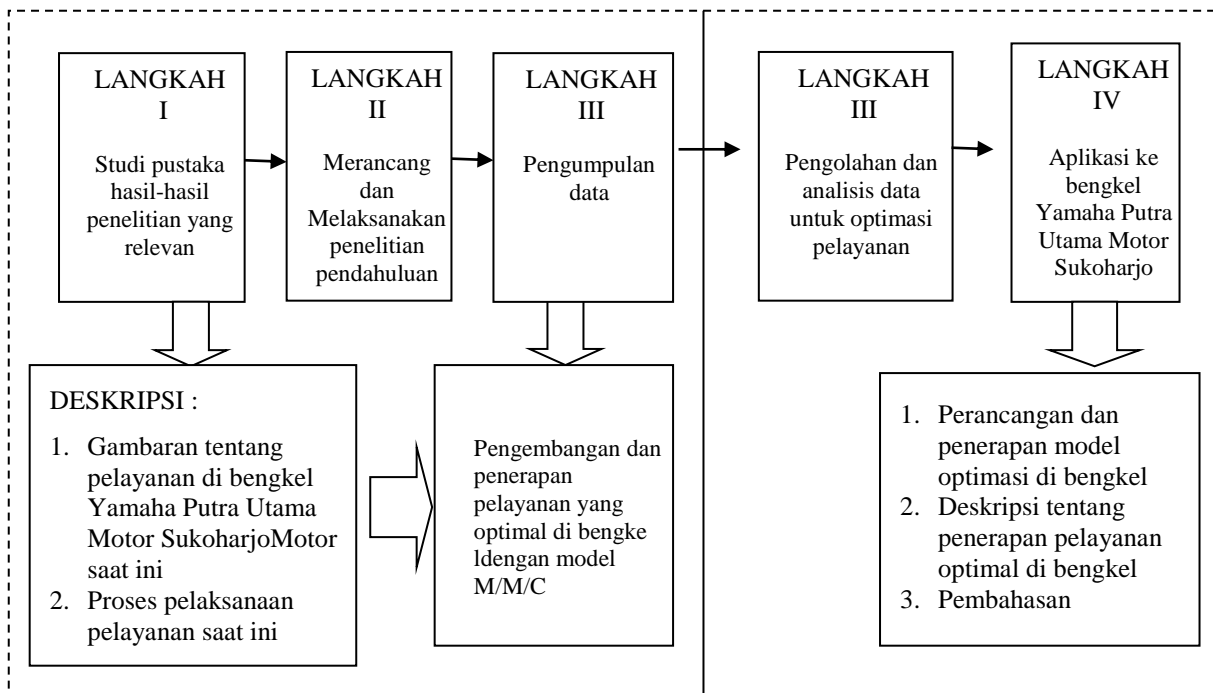 LANGKAH
I
Studi pustaka
hasil-hasil
penelitian yang
relevan
LANGKAH
II
Merancang
dan
Melaksanakan
penelitian
pendahuluan
LANGKAH
III
Pengumpulan
data
LANGKAH
III
Pengolahan dan
analisis data
untuk optimasi
pelayanan
LANGKAH
IV
Aplikasi ke
bengkel
Yamaha Putra
Utama Motor
Sukoharjo
DESKRIPSI :
1. Gambaran tentang
pelayanan di bengkel
Yamaha Putra Utama
Motor SukoharjoMotor
saat ini
2. Proses pelaksanaan
pelayanan saat ini
Pengembangan dan
penerapan
pelayanan yang
optimal di bengke
ldengan model
M/M/C
1. Perancangan dan
penerapan model
optimasi di bengkel
2. Deskripsi tentang
penerapan pelayanan
optimal di bengkel
3. Pembahasan